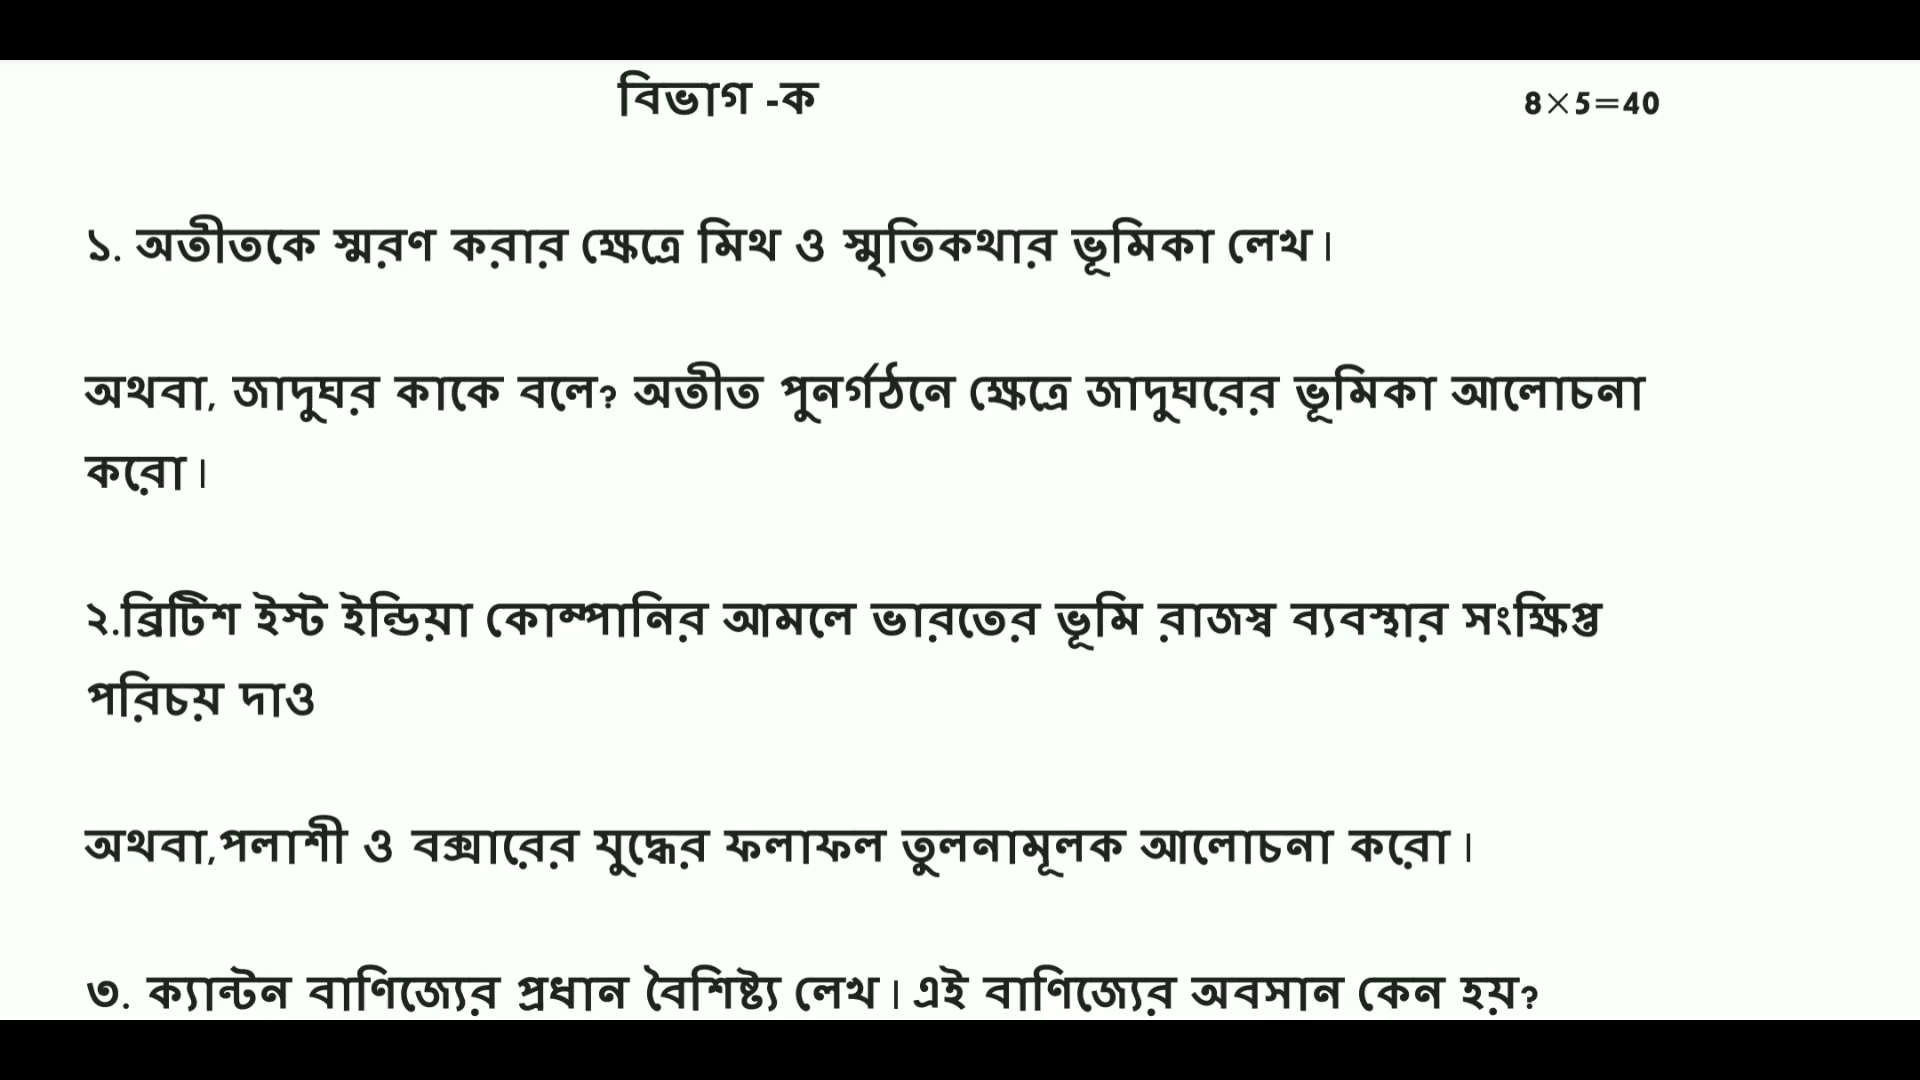 বিভাগ -ক 8×5=40
১. অতীতকে স্মরণ করার ক্ষেত্রে মিথ ও স্মৃতিকথার ভূমিকা লেখ।
অথবা, জাদুঘর কাকে বলে? অতীত পুনর্গঠনে ক্ষেত্রে জাদুঘরের ভূমিকা আলোচনা
করো।
২.ব্রিটিশ ইস্ট ইন্ডিয়া কোম্পানির আমলে ভারতের ভূমি রাজস্ব ব্যবস্থার সংক্ষিপ্ত
পরিচয় দাও
অথবা,পলাশী ও বক্সারের যুদ্ধের ফলাফল তুলনামূলক আলোচনা করো।
৩. ক্যান্টন বাণিজ্যের প্রধান বৈশিষ্ট্য লেখ। এই বাণিজ্যের অবসান কেন হয়?